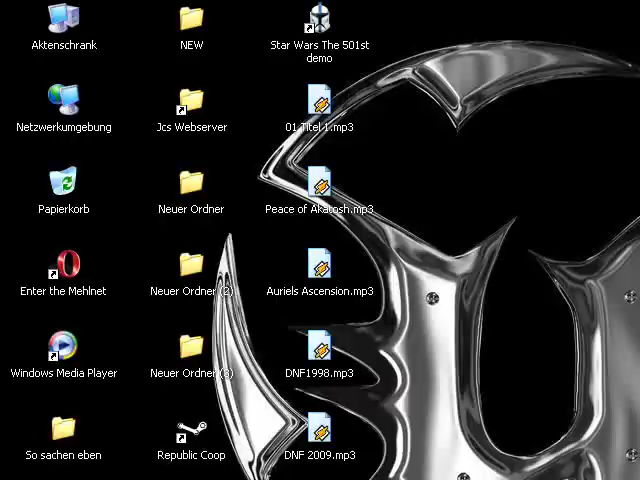 Aktenschrank
NEW
Star Wars The 501st
demo
Netzwerkumgebung
Jcs Webserver
01 Titel 1.mp3
Papierkorb
Neuer Ordner
Peace of Akatosh.mp3
Enter the Mehlnet
Neuer Ordner (2)
Auriels Ascension.mp3
Windows Media Player
Neuer Ordner (3)
DNF1998.mp3
So sachen eben
Republic Coop
DNF 2009.mp3